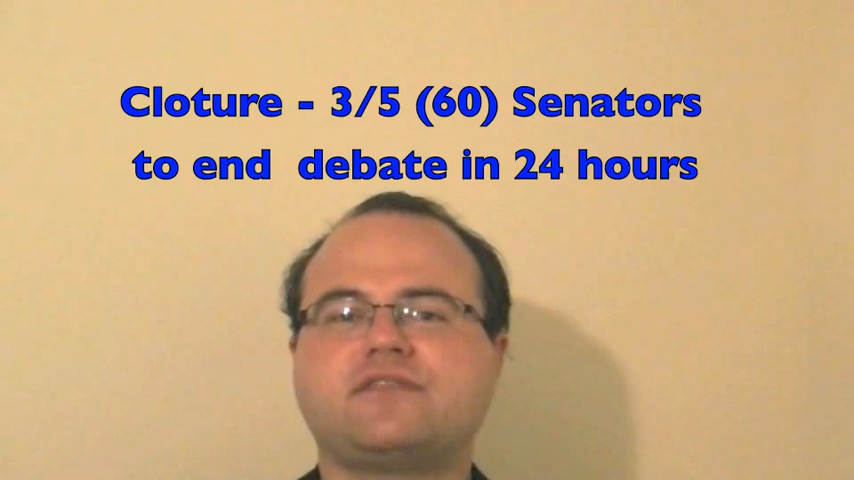 Cloture - 3/5 (60) Senators
to end debate in 24 hours